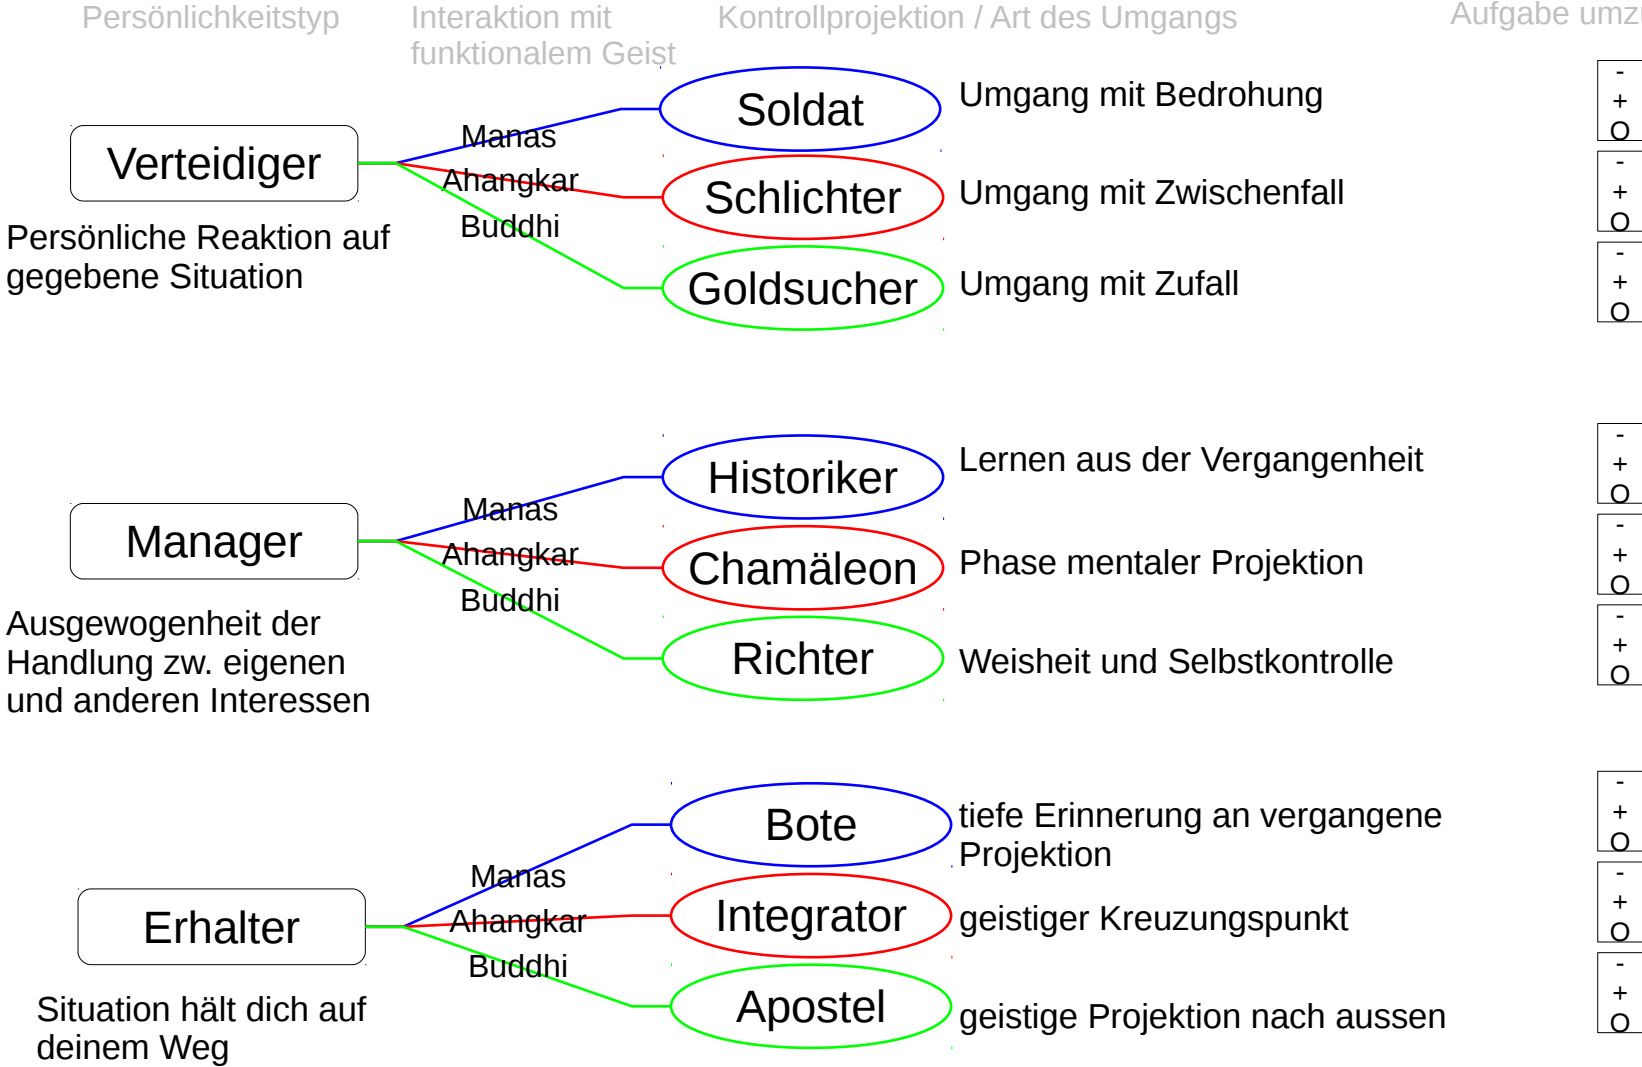 Persönlichkeitstyp
Interaktion mit
funktionalem Geist
Kontrollprojektion / Art des Umgangs
Aufgabe umzu
Verteidiger
Persönliche Reaktion auf
gegebene Situation
Manas
Ahangkar
Buddhi
Soldat
Umgang mit Bedrohung
-
+
O
Schlichter
Umgang mit Zwischenfall
-
+
O
Goldsucher
Umgang mit Zufall
-
+
O
Manager
Ausgewogenheit der
Handlung zw. eigenen
und anderen Interessen
Manas
Ahangkar
Buddhi
Historiker
Lernen aus der Vergangenheit
-
+
O
Chamäleon
Phase mentaler Projektion
-
+
O
Richter
Weisheit und Selbstkontrolle
-
+
O
Erhalter
Situation hält dich auf
deinem Weg
Manas
Ahangkar
Buddhi
Bote
tiefe Erinnerung an vergangene
Projektion
-
+
O
Integrator
geistiger Kreuzungspunkt
-
+
O
Apostel
geistige Projektion nach aussen
-
+
O